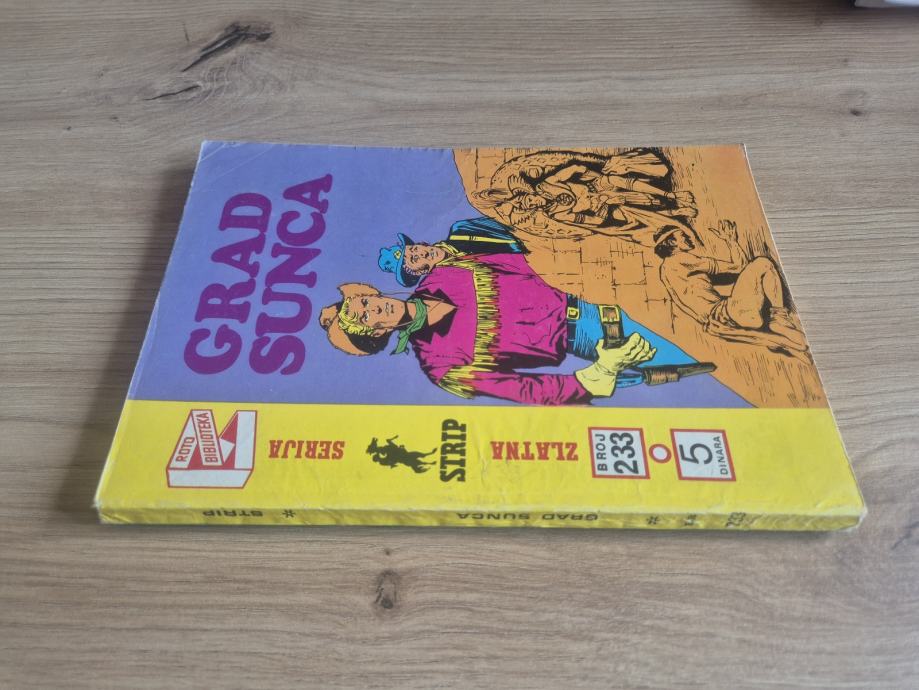 GRAD
SUNCA
ROTO
BIBLIOTEKA
SERIJA
STRIP
ZLATNA
BROJ
233
5
DINARA
* STRIP
GRAD SUNCA
*
233